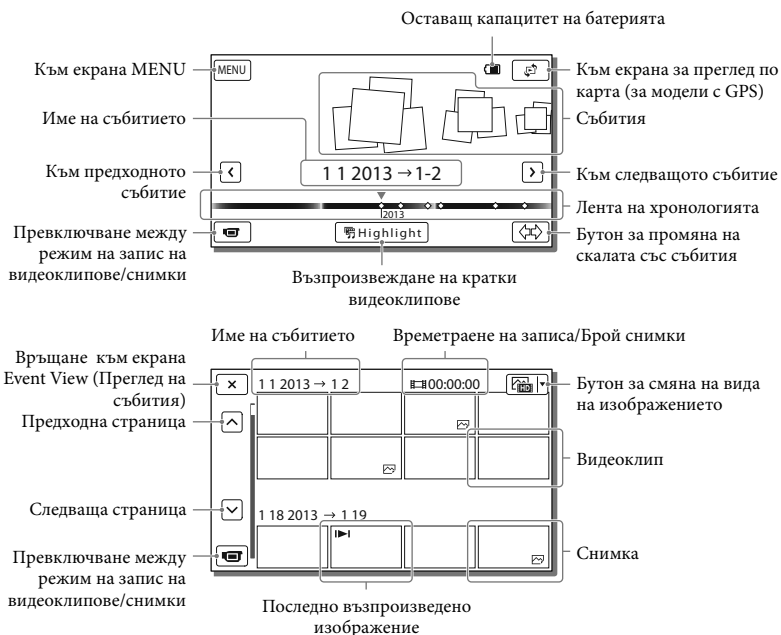 Оставащ капацитет на батерията
Към екрана MENU
MENU
Към екрана за преглед по
карта (за модели с GPS)
Име на събитието
Събития
Към предходното
събитие
1 1 2013 → 1-2
Към следващото събитие
2013
Лента на хронологията
Превключване между
режим на запис на
видеоклипове/снимки
Highlight
Бутон за промяна на
скалата със събития
Възпроизвеждане на кратки
видеоклипове
Име на събитието
Времетраене на записа/Брой снимки
Връщане към екрана
Event View (Преглед на
събития)
1 1 2013 → 1 2
00:00:00
HD
Бутон за смяна на вида
на изображението
Предходна страница
Видеоклип
Следваща страница
1 18 2013 → 1 19
Превключване между
режим на запис на
видеоклипове/снимки
Снимка
Последно възпроизведено
изображение